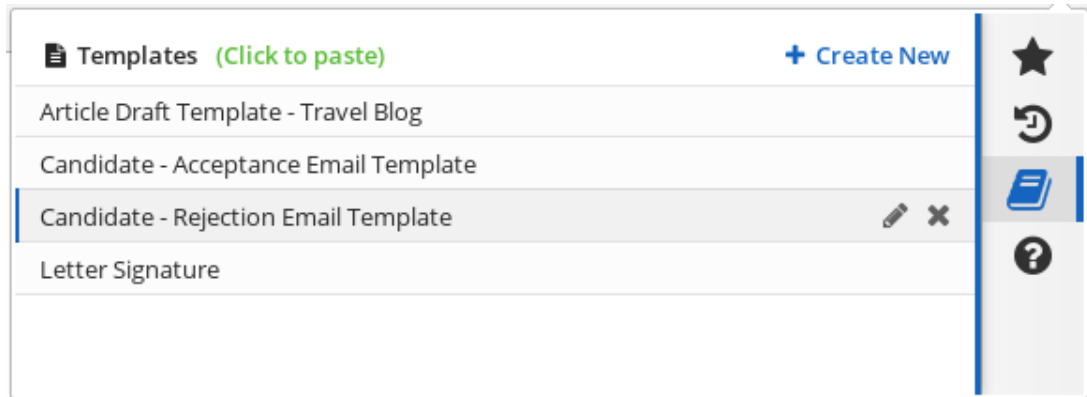 Templates (Click to paste) + Create New
Article Draft Template - Travel Blog
Candidate - Acceptance Email Template
Candidate - Rejection Email Template
Letter Signature